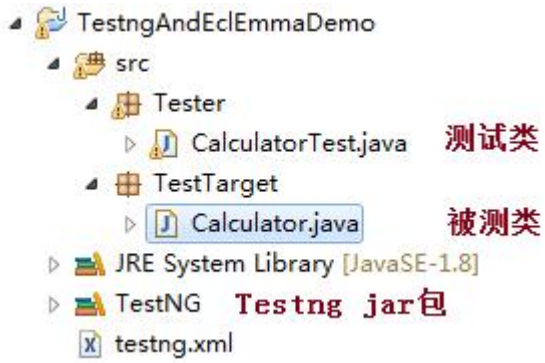 TestngAndEclEmmaDemo
src
Tester
CalculatorTest.java 测试类
TestTarget
Calculator.java 被测类
JRE System Library [JavaSE-1.8]
TestNG Testng jar包
testng.xml